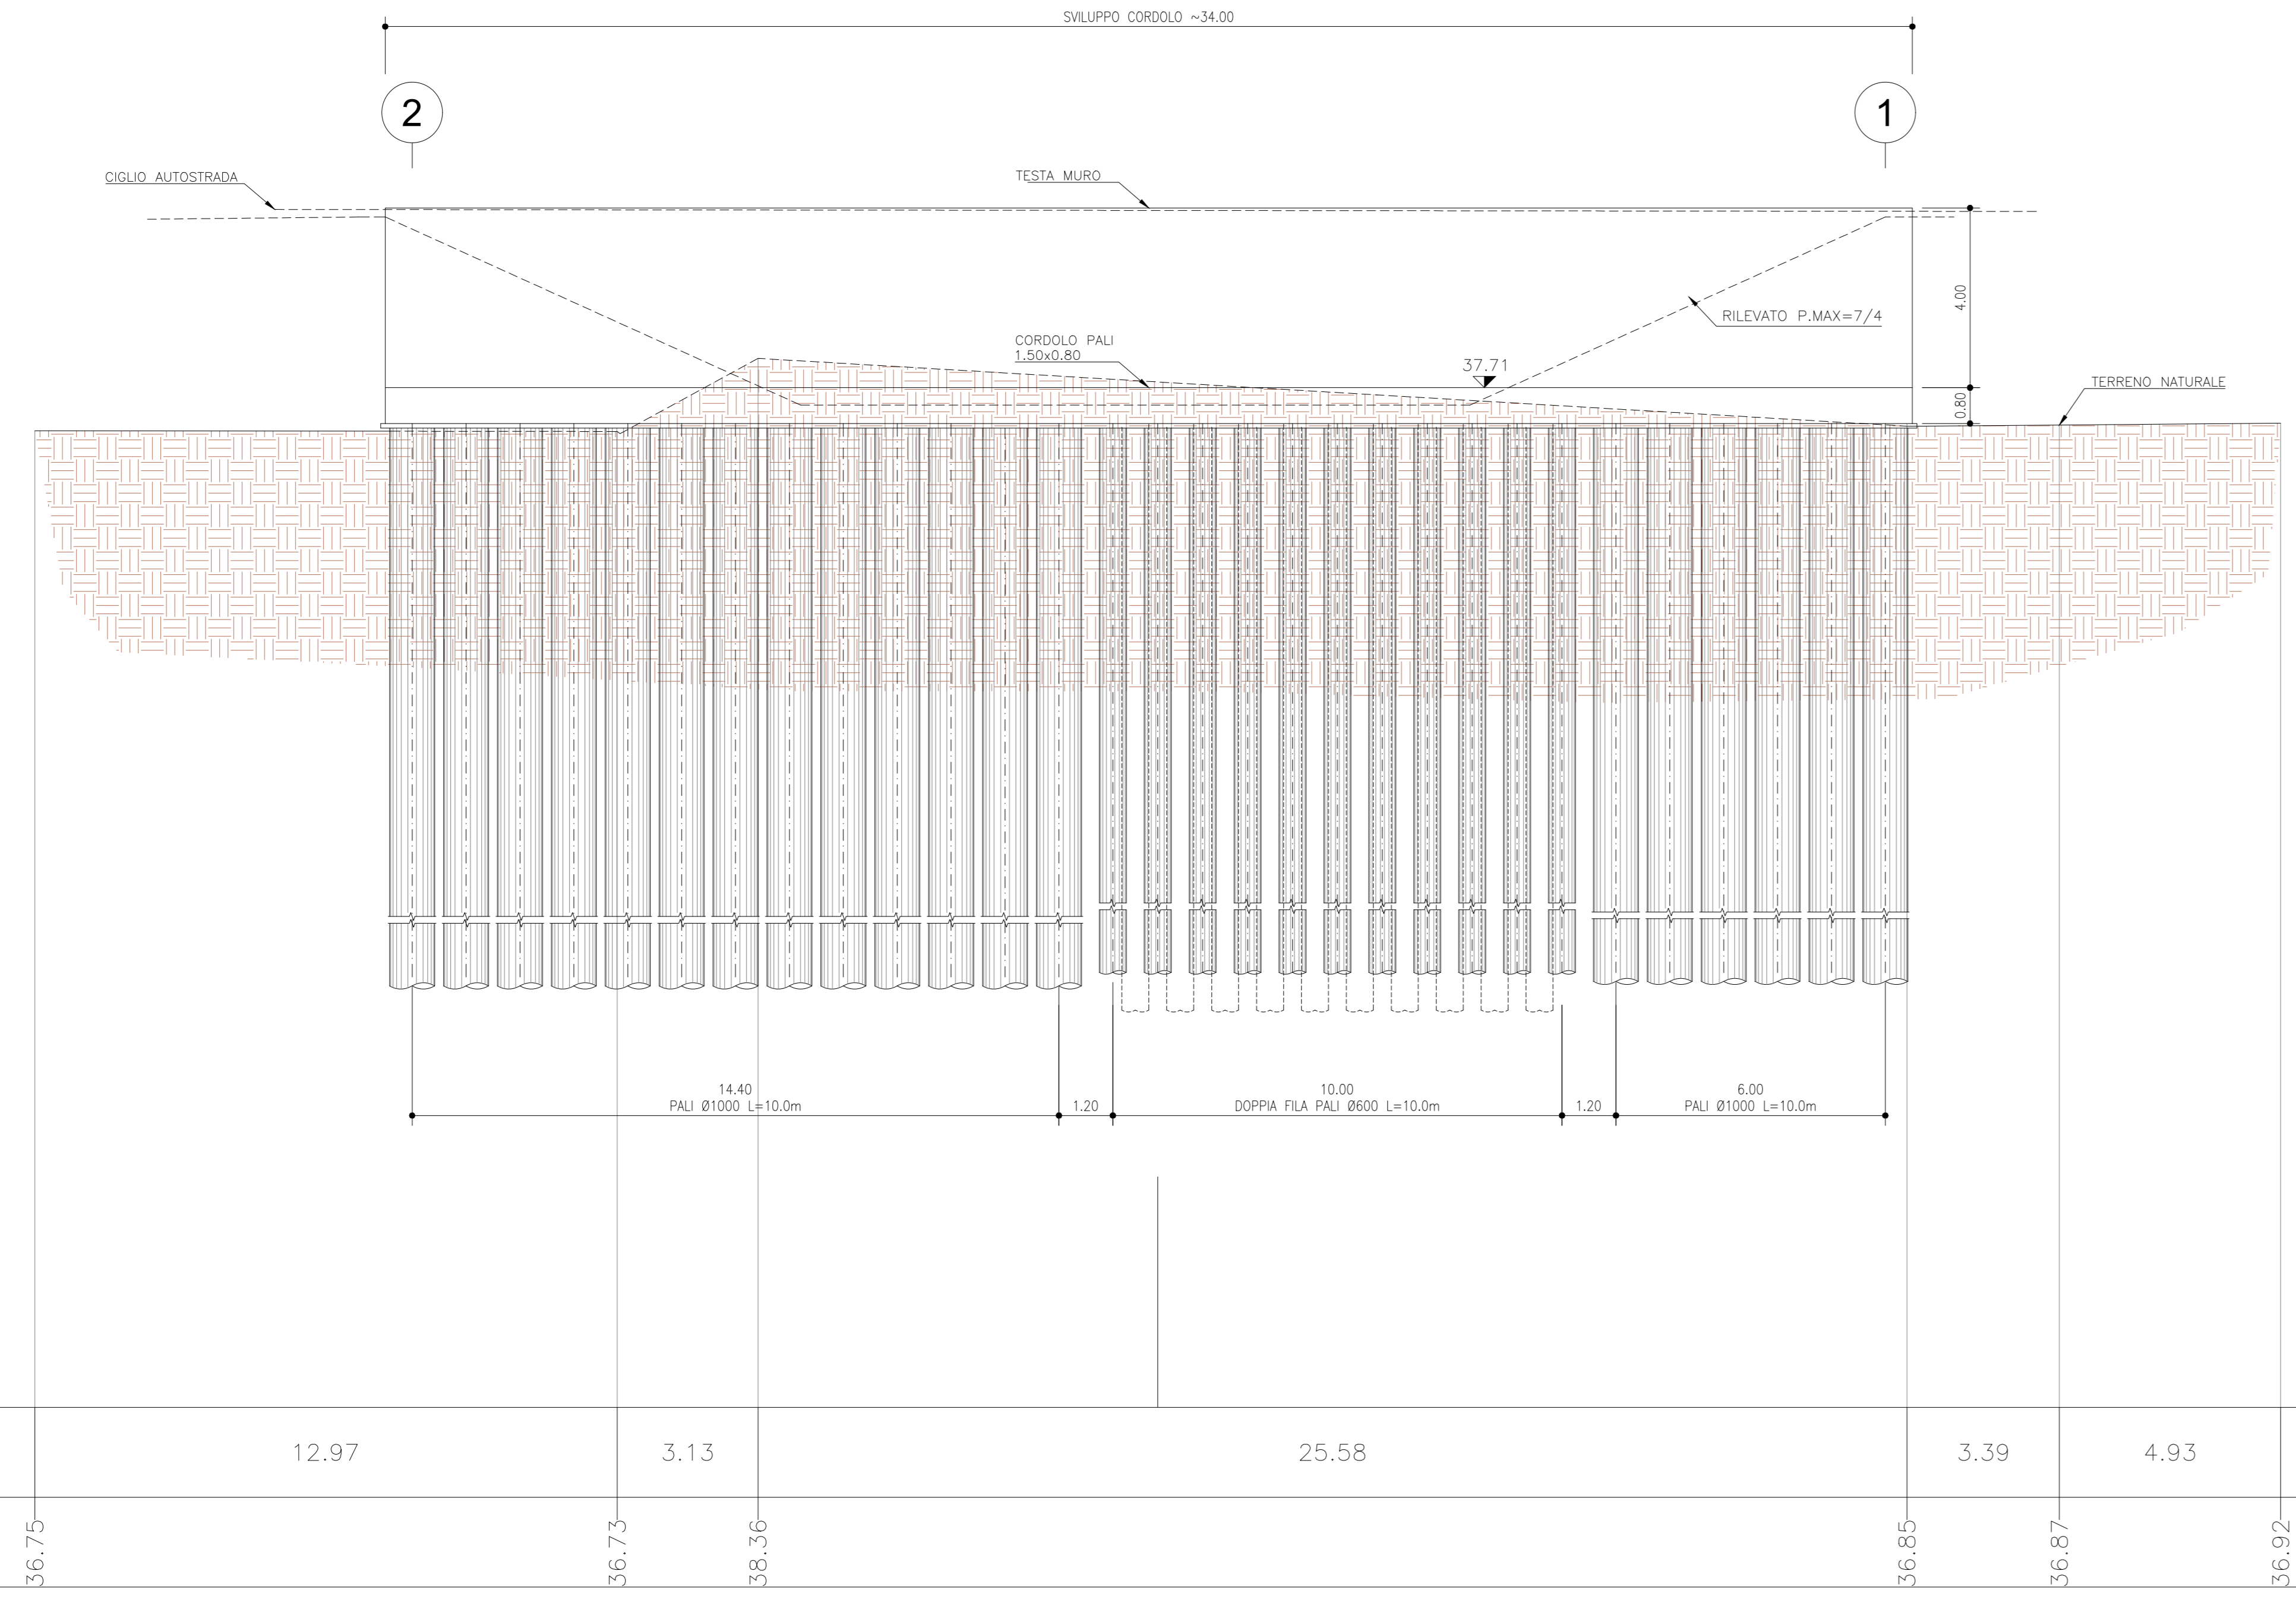 SVILUPPO CORDOLO ~34.00
2
1
CIGLIO AUTOSTRADA
TESTA MURO
4.00
RILEVATO P.MAX=7/4
CORDOLO PALI
1.50x0.80
37.71
TERRENO NATURALE
0.80
14.40
PALI Ø1000 L=10.0m
1.20
10.00
DOPPIA FILA PALI Ø600 L=10.0m
1.20
6.00
PALI Ø1000 L=10.0m
12.97
3.13
25.58
3.39
4.93
36.75
36.73
38.36
36.85
36.87
36.92